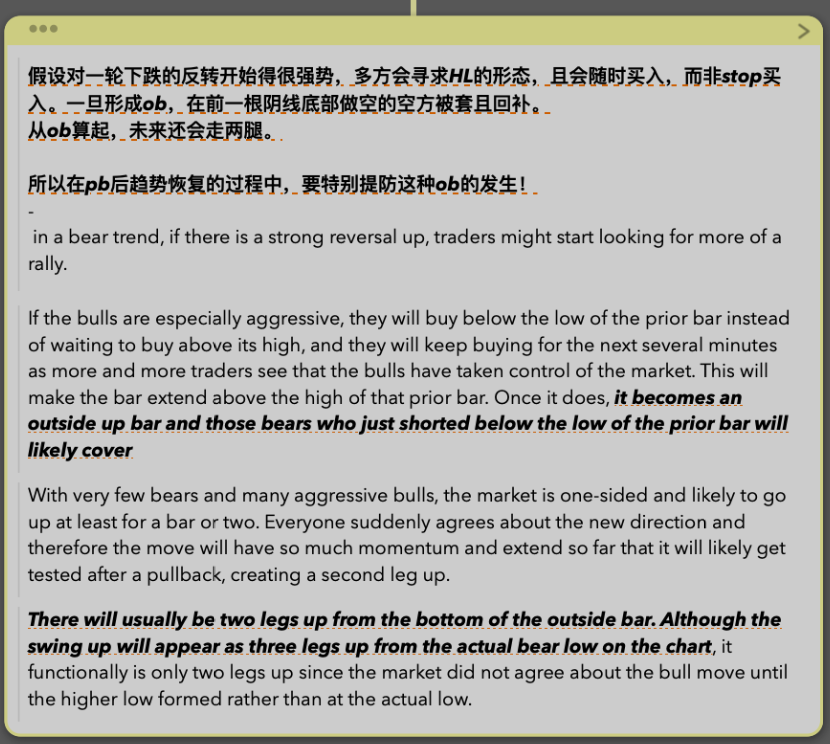 假设对一轮下跌的反转开始得很强势，多方会寻求HL的形态，且会随时买入，而非stop买
入。一旦形成ob，在前一根阴线底部做空的空方被套且回补。
从ob算起，未来还会走两腿。
所以在pb后趋势恢复的过程中，要特别提防这种ob的发生！
-
in a bear trend, if there is a strong reversal up, traders might start looking for more of a
rally.
If the bulls are especially aggressive, they will buy below the low of the prior bar instead
of waiting to buy above its high, and they will keep buying for the next several minutes
as more and more traders see that the bulls have taken control of the market. This will
make the bar extend above the high of that prior bar. Once it does, it becomes an
outside up bar and those bears who just shorted below the low of the prior bar will
likely cover
With very few bears and many aggressive bulls, the market is one-sided and likely to go
up at least for a bar or two. Everyone suddenly agrees about the new direction and
therefore the move will have so much momentum and extend so far that it will likely get
tested after a pullback, creating a second leg up.
There will usually be two legs up from the bottom of the outside bar. Although the
swing up will appear as three legs up from the actual bear low on the chart, it
functionally is only two legs up since the market did not agree about the bull move until
the higher low formed rather than at the actual low.